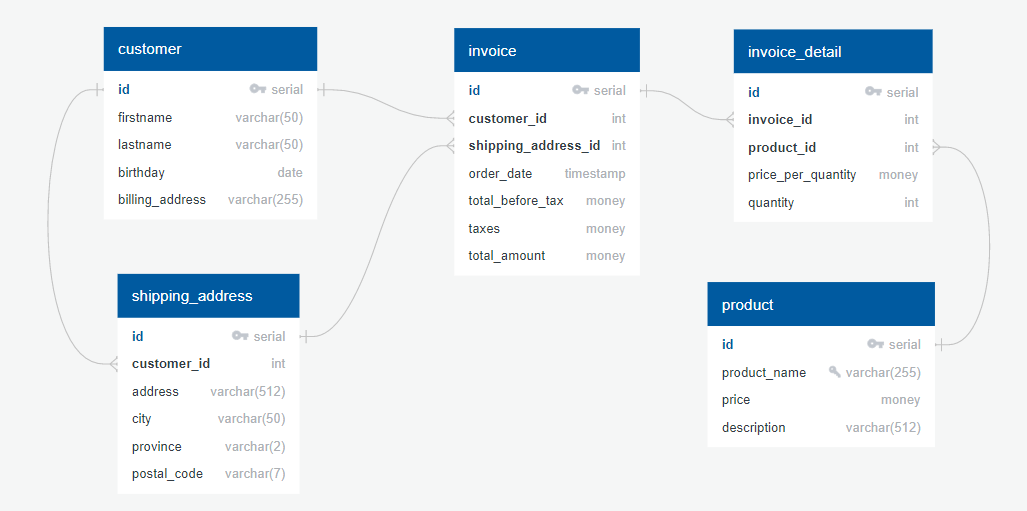 customer
id serial
firstname varchar(50)
lastname varchar(50)
birthday date
billing_address varchar(255)
invoice
id serial
customer_id int
shipping_address_id int
order_date timestamp
total_before_tax money
taxes money
total_amount money
invoice_detail
id serial
invoice_id int
product_id int
price_per_quantity money
quantity int
shipping_address
id serial
customer_id int
address varchar(512)
city varchar(50)
province varchar(2)
postal_code varchar(7)
product
id serial
product_name varchar(255)
price money
description varchar(512)